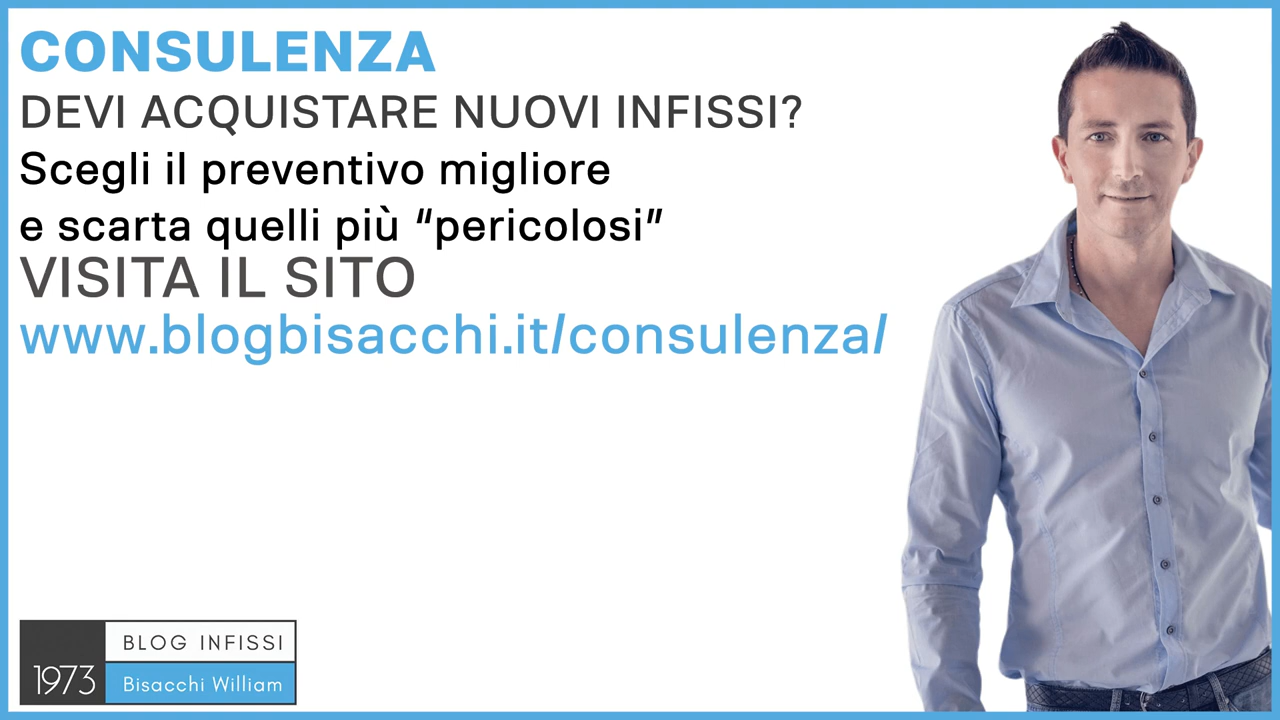 CONSULENZA
DEVI ACQUISTARE NUOVI INFISSI?
Scegli il preventivo migliore
e scarta quelli più “pericolosi”
VISITA IL SITO
www.blogbisacchi.it/consulenza/
BLOG INFISSI
1973
Bisacchi William